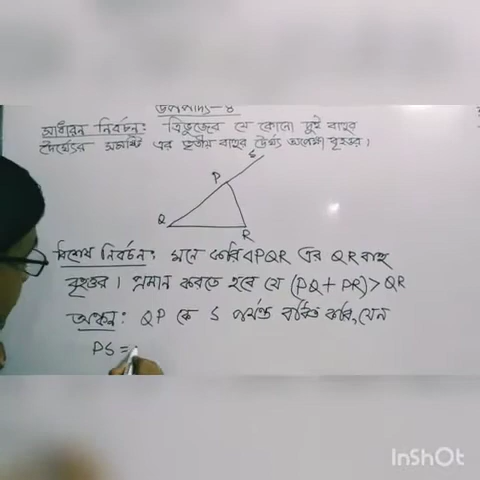 উপপাদ্য-৪
সাধারন নির্বচন: ত্রিভুজের যে কোনো দুই বাহুর
দৈর্ঘ্যের সমষ্টি এর তৃতীয় বাহুর দৈর্ঘ্য অপেক্ষা বৃহত্তর।
S
P
Q
R
বিশেষ নির্বচন: মনে করি PQR এর QR বাহু
বৃহত্তর। প্রমান করতে হবে যে (PQ + PR) > QR
অঙ্কন: QP কে S পর্যন্ত বর্ধিত করি, যেন
PS =
InShOt